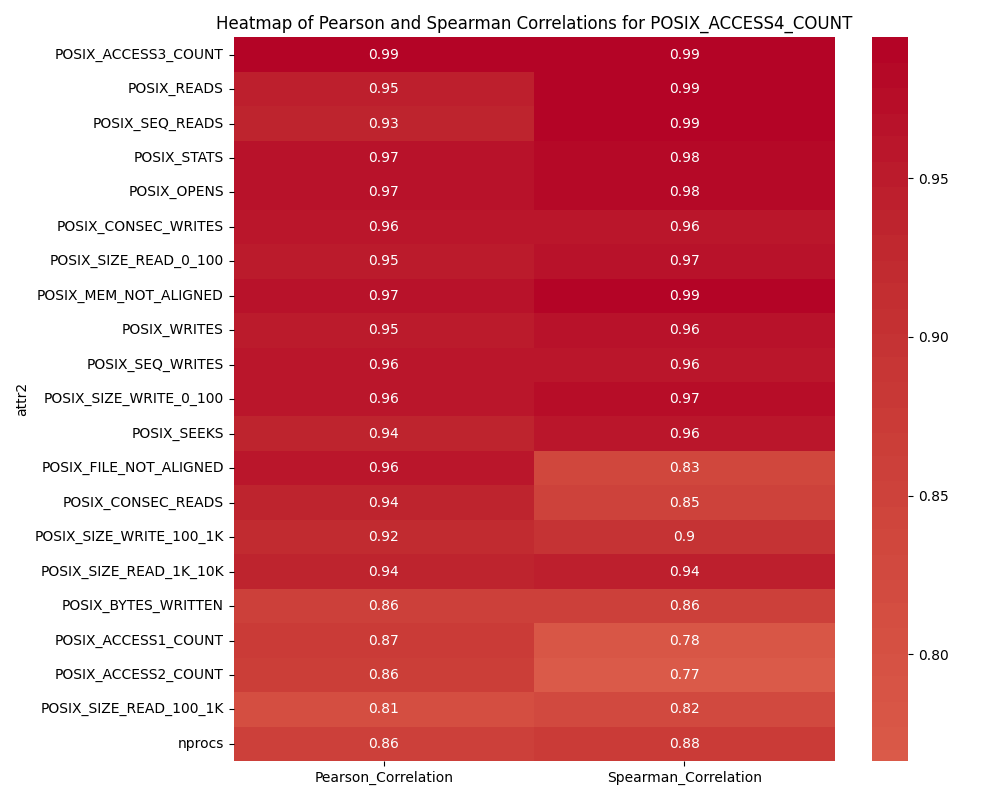 Heatmap of Pearson and Spearman Correlations for POSIX_ACCESS4_COUNT
attr2
POSIX_ACCESS3_COUNT 0.99 0.99
POSIX_READS 0.95 0.99
POSIX_SEQ_READS 0.93 0.99
POSIX_STATS 0.97 0.98
POSIX_OPENS 0.97 0.98
POSIX_CONSEC_WRITES 0.96 0.96
POSIX_SIZE_READ_0_100 0.95 0.97
POSIX_MEM_NOT_ALIGNED 0.97 0.99
POSIX_WRITES 0.95 0.96
POSIX_SEQ_WRITES 0.96 0.96
POSIX_SIZE_WRITE_0_100 0.96 0.97
POSIX_SEEKS 0.94 0.96
POSIX_FILE_NOT_ALIGNED 0.96 0.83
POSIX_CONSEC_READS 0.94 0.85
POSIX_SIZE_WRITE_100_1K 0.92 0.9
POSIX_SIZE_READ_1K_10K 0.94 0.94
POSIX_BYTES_WRITTEN 0.86 0.86
POSIX_ACCESS1_COUNT 0.87 0.78
POSIX_ACCESS2_COUNT 0.86 0.77
POSIX_SIZE_READ_100_1K 0.81 0.82
nprocs 0.86 0.88
Pearson_Correlation Spearman_Correlation
0.95
0.90
0.85
0.80